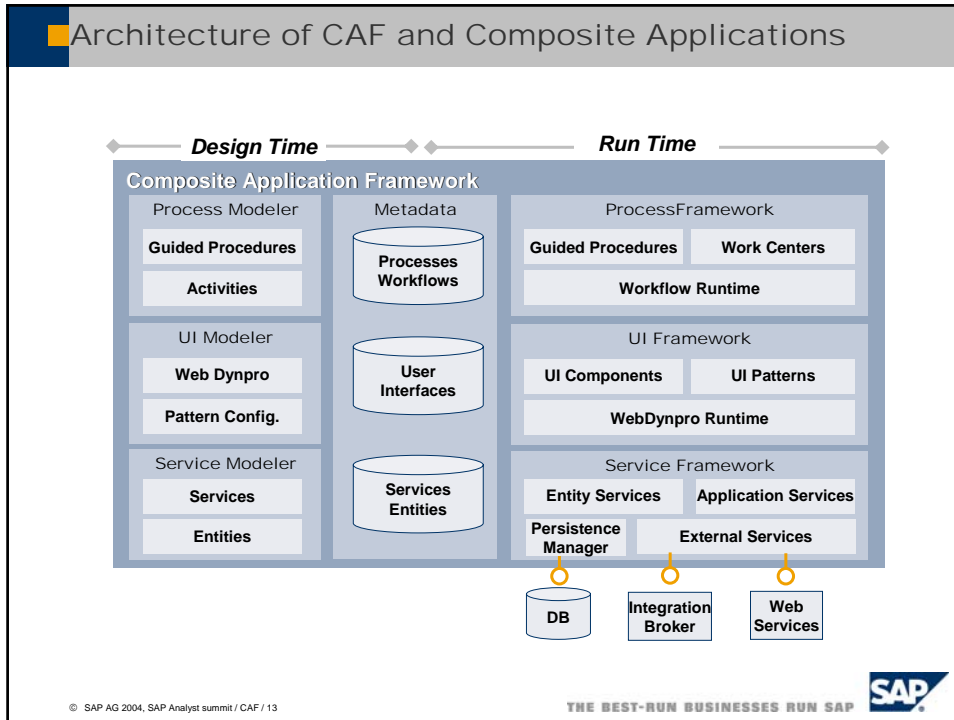 Architecture of CAF and Composite Applications
Design Time
Run Time
Composite Application Framework
Process Modeler
Guided Procedures
Activities
UI Modeler
Web Dynpro
Pattern Config.
Service Modeler
Services
Entities
Metadata
Processes
Workflows
User
Interfaces
Services
Entities
ProcessFramework
Guided Procedures
Work Centers
Workflow Runtime
UI Framework
UI Components
UI Patterns
WebDynpro Runtime
Service Framework
Entity Services
Application Services
Persistence
Manager
External Services
DB
Integration
Broker
Web
Services
© SAP AG 2004, SAP Analyst summit / CAF / 13
THE BEST-RUN BUSINESSES RUN SAP
SAP